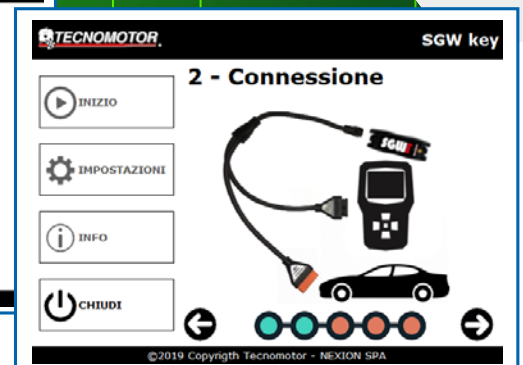 TECNOMOTOR.
SGW key
2 - Connessione
INIZIO
IMPOSTAZIONI
INFO
CHIUDI
SGW
©2019 Copyrigth Tecnomotor - NEXION SPA